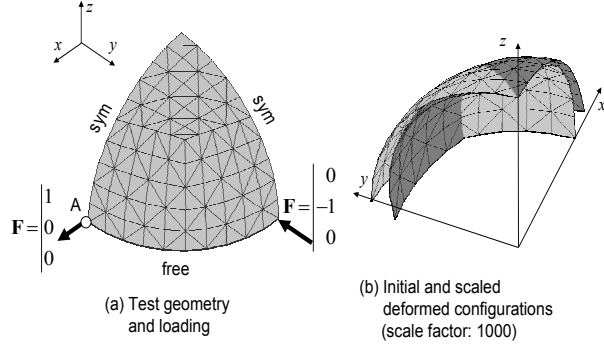 z
x y
sym
sym
A
F = 1 0 0
F = 0 −1 0
free
(a) Test geometry
and loading
z
x
y
(b) Initial and scaled
deformed configurations
(scale factor: 1000)